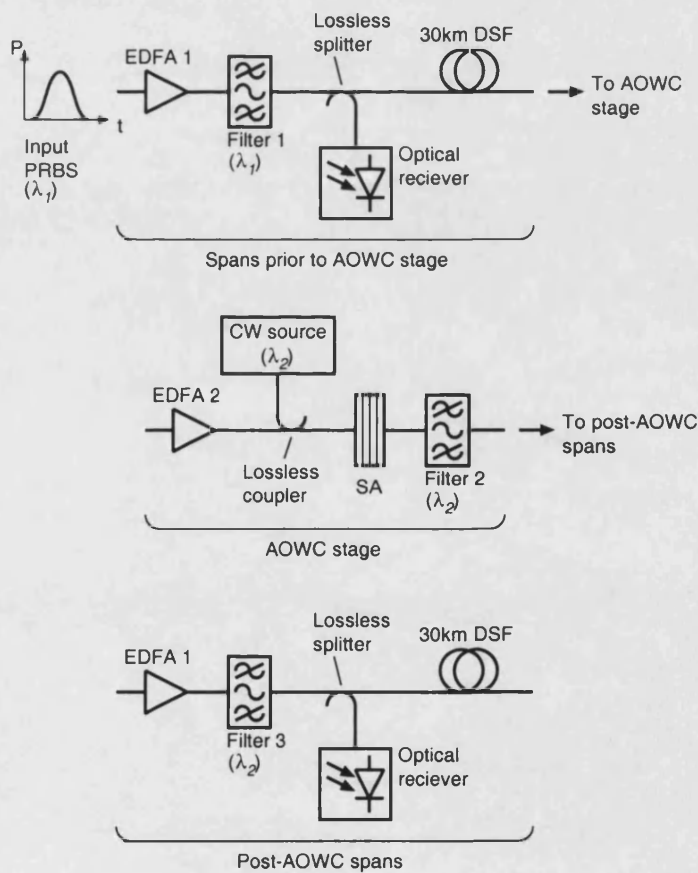 P
t
Input
PRBS
(λ1)
EDFA 1
Filter 1
(λ1)
Lossless
splitter
Optical
reciever
30km DSF
To AOWC
stage
Spans prior to AOWC stage
CW source
(λ2)
EDFA 2
Lossless
coupler
SA
Filter 2
(λ2)
To post-AOWC
spans
AOWC stage
EDFA 1
Filter 3
(λ2)
Lossless
splitter
Optical
reciever
30km DSF
Post-AOWC spans